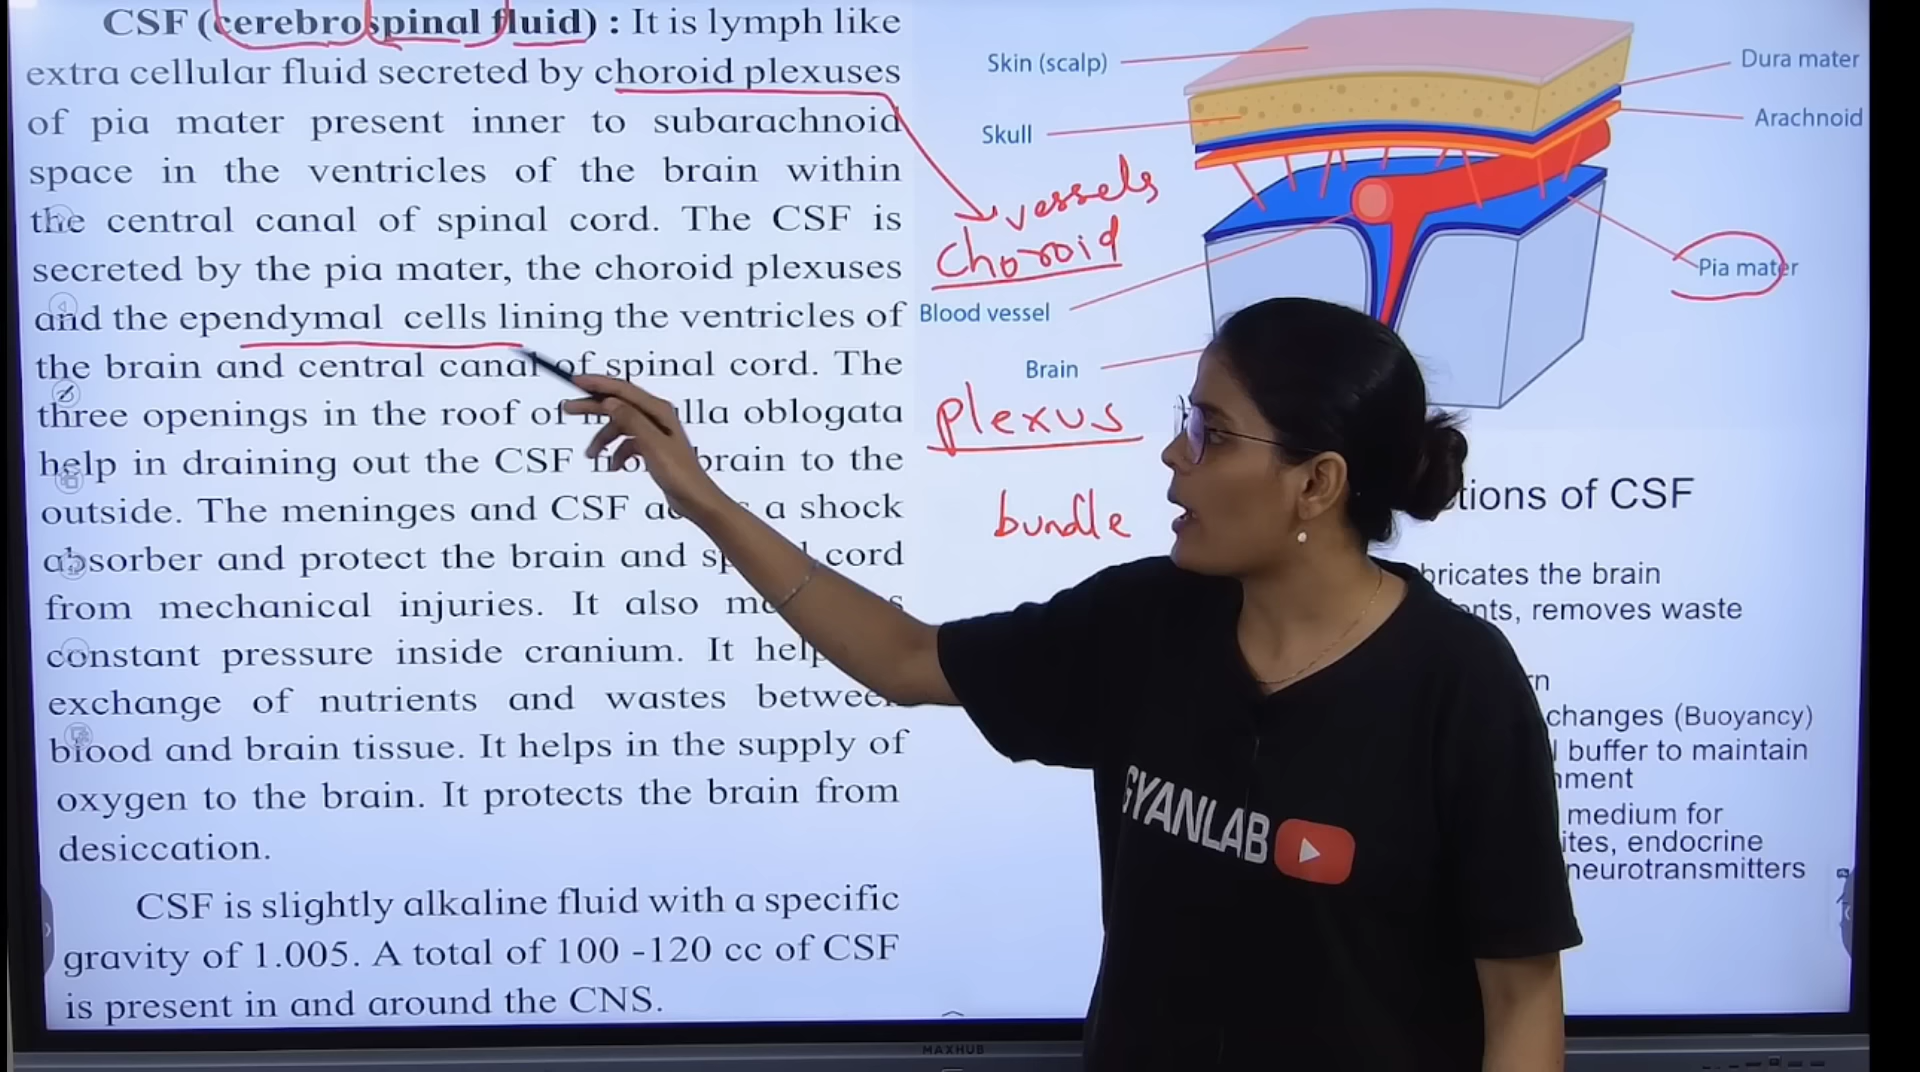 CSF (cerebrospinal fluid) : It is lymph like
extra cellular fluid secreted by choroid plexuses
of pia mater present inner to subarachnoid
space in the ventricles of the brain within
the central canal of spinal cord. The CSF is
secreted by the pia mater, the choroid plexuses
and the ependymal cells lining the ventricles of
the brain and central canal of spinal cord. The
three openings in the roof of oblogata
help in draining out the CSF brain to the
outside. The meninges and CSF a shock
absorber and protect the brain and cord
from mechanical injuries. It also
constant pressure inside cranium. It
exchange of nutrients and wastes
blood and brain tissue. It helps in the supply of
oxygen to the brain. It protects the brain from
desiccation.
CSF is slightly alkaline fluid with a specific
gravity of 1.005. A total of 100 -120 cc of CSF
is present in and around the CNS.
Skin (scalp)
Skull
Dura mater
Arachnoid
vessels
choroid
Pia mater
Blood vessel
Brain
plexus
bundle
of CSF
the brain
removes waste
changes (Buoyancy)
buffer to maintain
medium for
endocrine
neurotransmitters
GYANLAB
MAXHUB